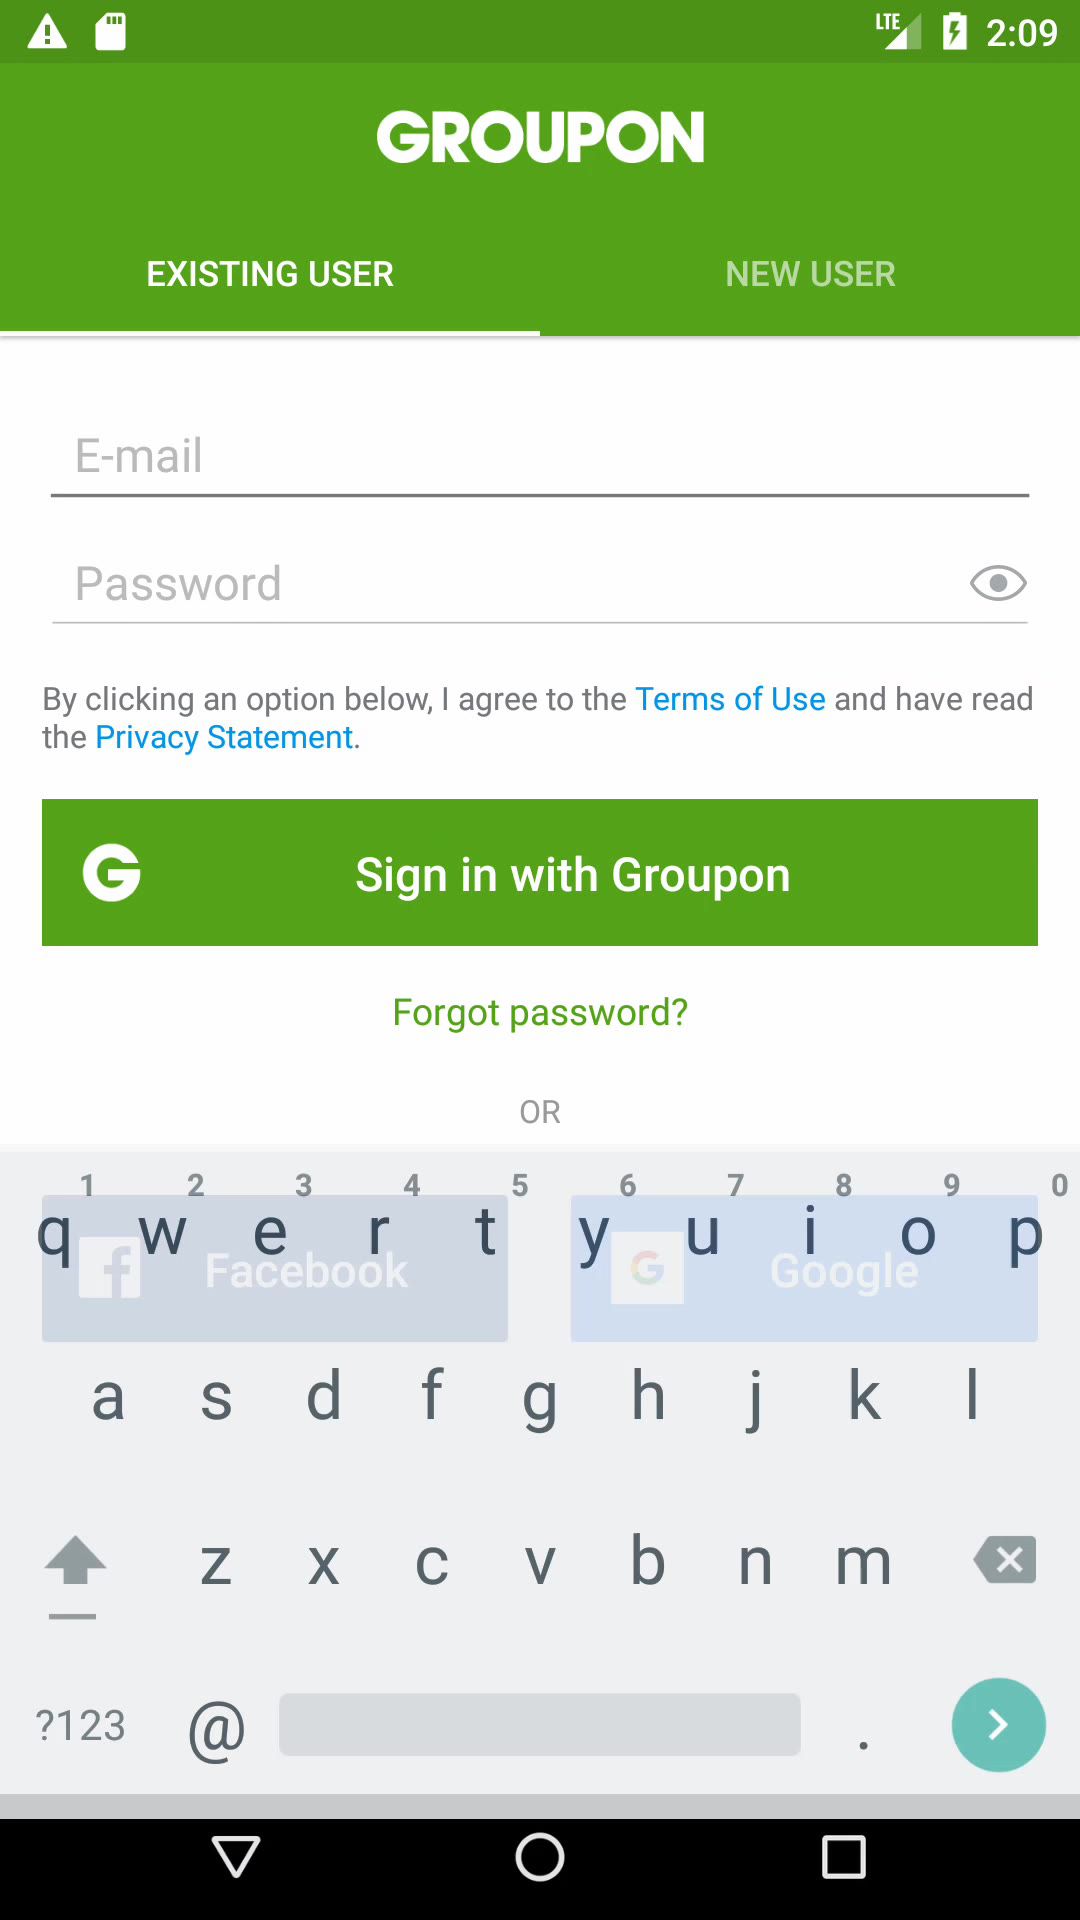 LTE 2:09
GROUPON
EXISTING USER NEW USER
E-mail
Password
By clicking an option below, I agree to the Terms of Use and have read
the Privacy Statement.
G Sign in with Groupon
Forgot password?
OR
1 2 3 4 5 6 7 8 9 0
q w e r t y u i o p
f Facebook G Google
a s d f g h j k l
z x c v b n m
?123 @ .